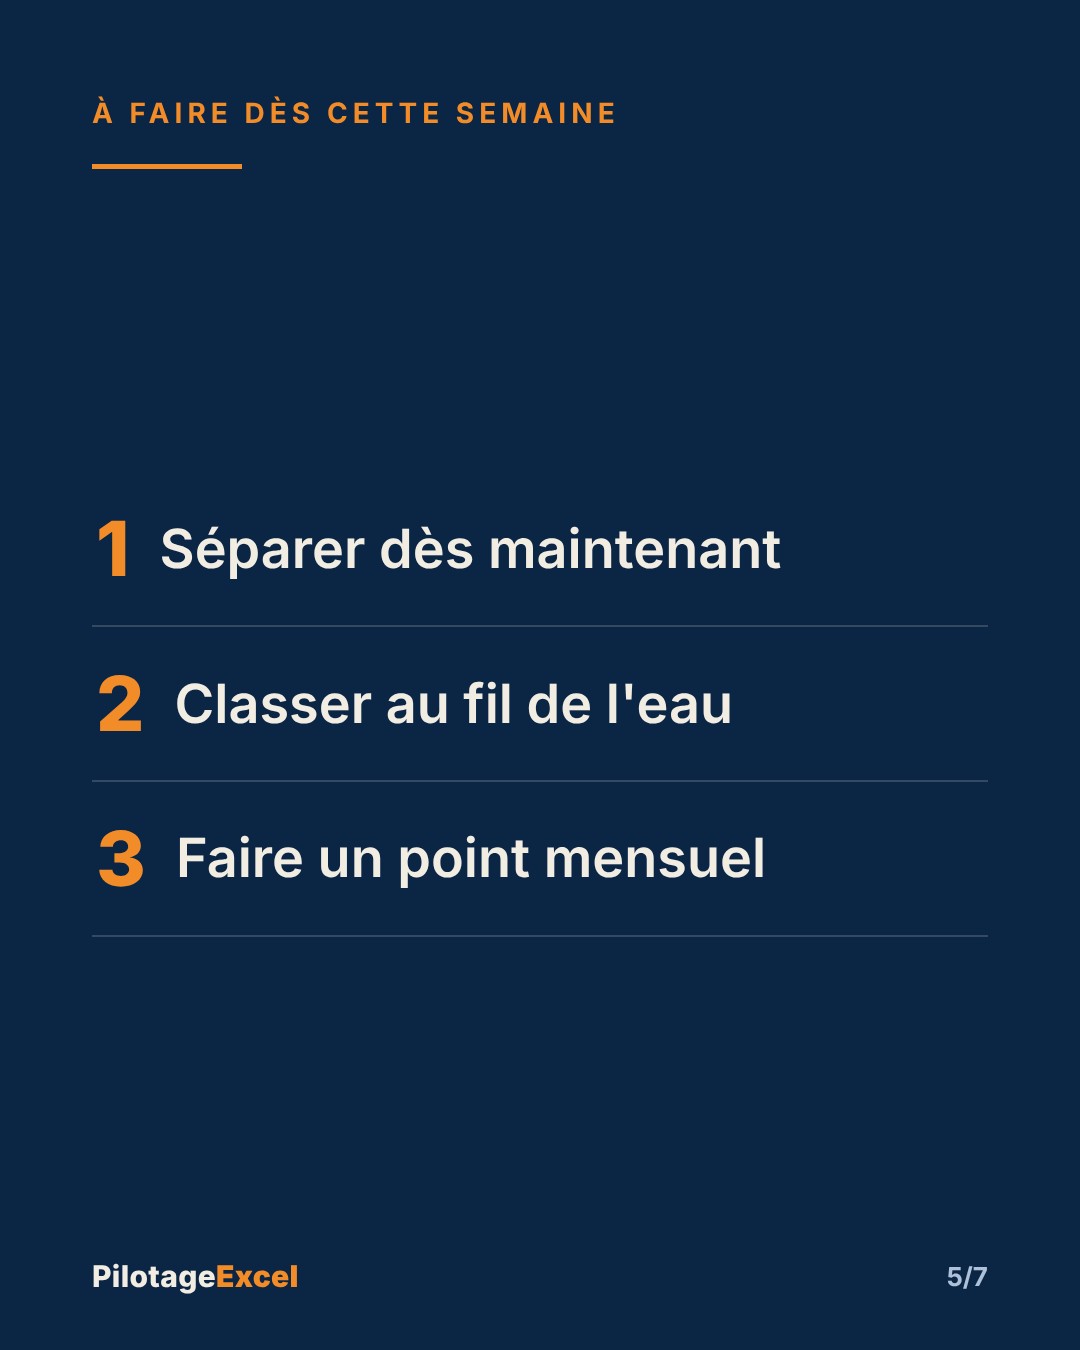 À FAIRE DÈS CETTE SEMAINE
1 Séparer dès maintenant
2 Classer au fil de l'eau
3 Faire un point mensuel
PilotageExcel
5/7